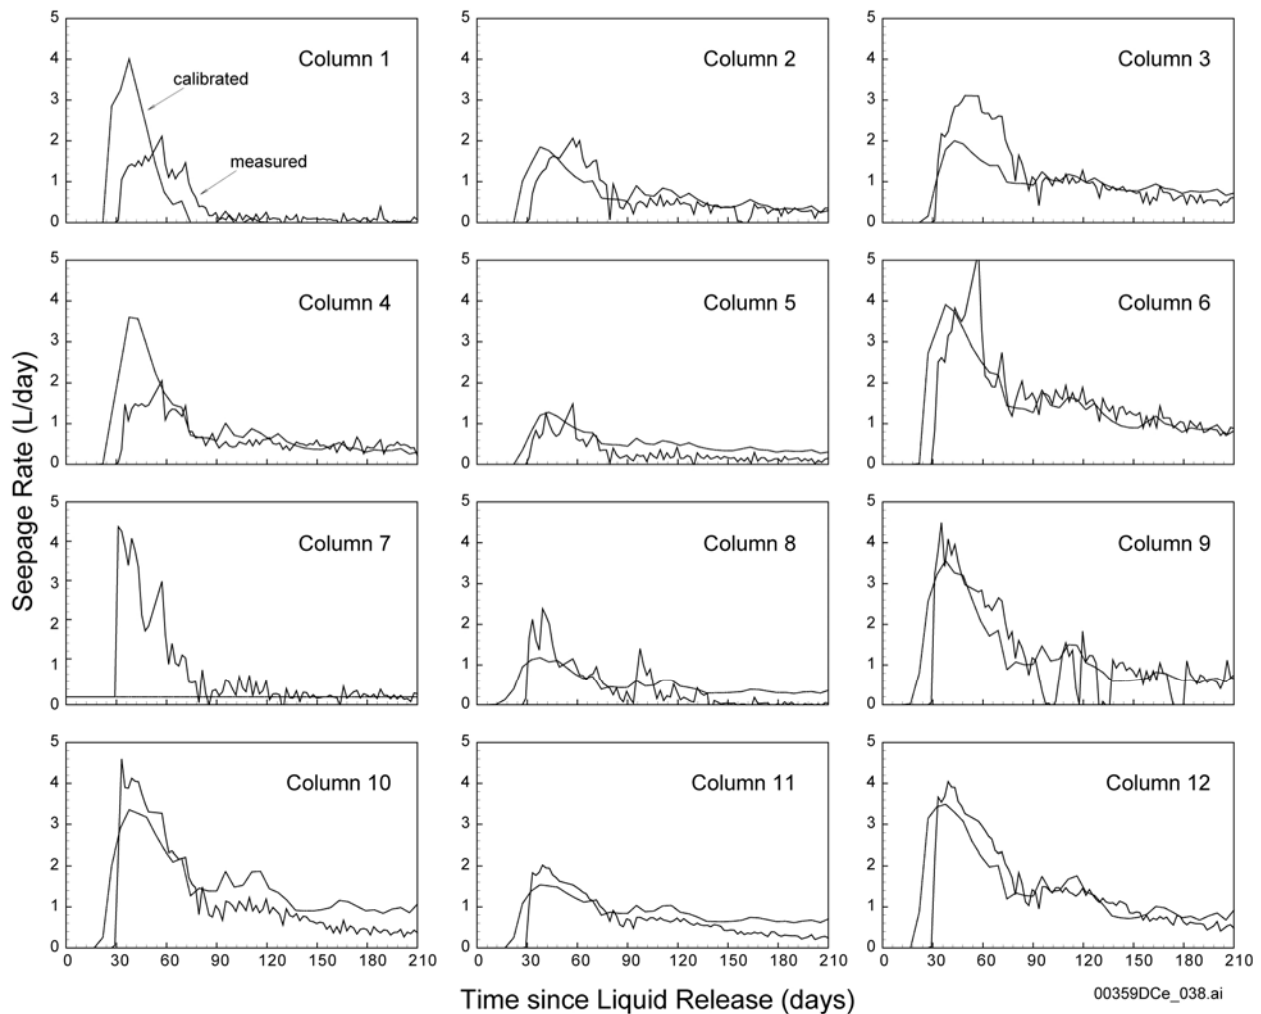 5 5 5
4 Column 1 4 Column 2 4 Column 3
calibrated
3 3 3
2 2 2
measured
1 1 1
0 0 0
5 5 5
4 Column 4 4 Column 5 4 Column 6
3 3 3
2 2 2
1 1 1
0 0 0
5 5 5
4 Column 7 4 Column 8 4 Column 9
3 3 3
2 2 2
1 1 1
0 0 0
5 5 5
4 Column 10 4 Column 11 4 Column 12
3 3 3
2 2 2
1 1 1
0 0 0
0 30 60 90 120 150 180 210 0 30 60 90 120 150 180 210 0 30 60 90 120 150 180 210
Seepage Rate (L/day)
Time since Liquid Release (days)
00359DCe_038.ai